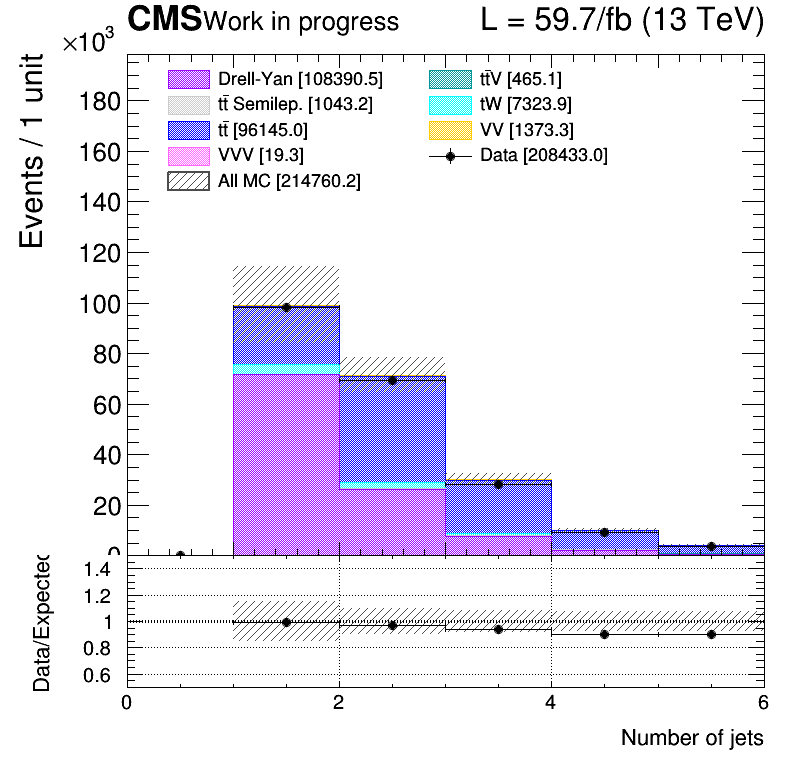 CMS Work in progress L = 59.7/fb (13 TeV)
×10³
Events / 1 unit
Drell-Yan [108390.5]
tt̄ Semilep. [1043.2]
tt̄ [96145.0]
VVV [19.3]
All MC [214760.2]
tt̄V [465.1]
tW [7323.9]
VV [1373.3]
Data [208433.0]
180
160
140
120
100
80
60
40
20
0
Data/Expected
1.4
1.2
1
0.8
0.6
0 2 4 6
Number of jets